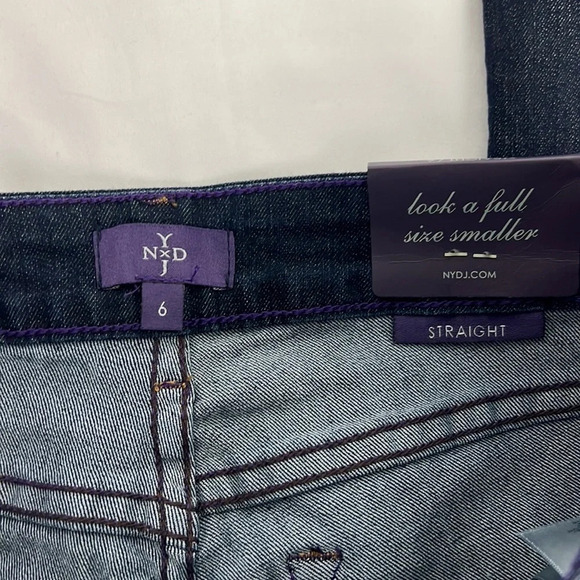 Y
N×D
J
6
look a full
size smaller
NYDJ.COM
STRAIGHT